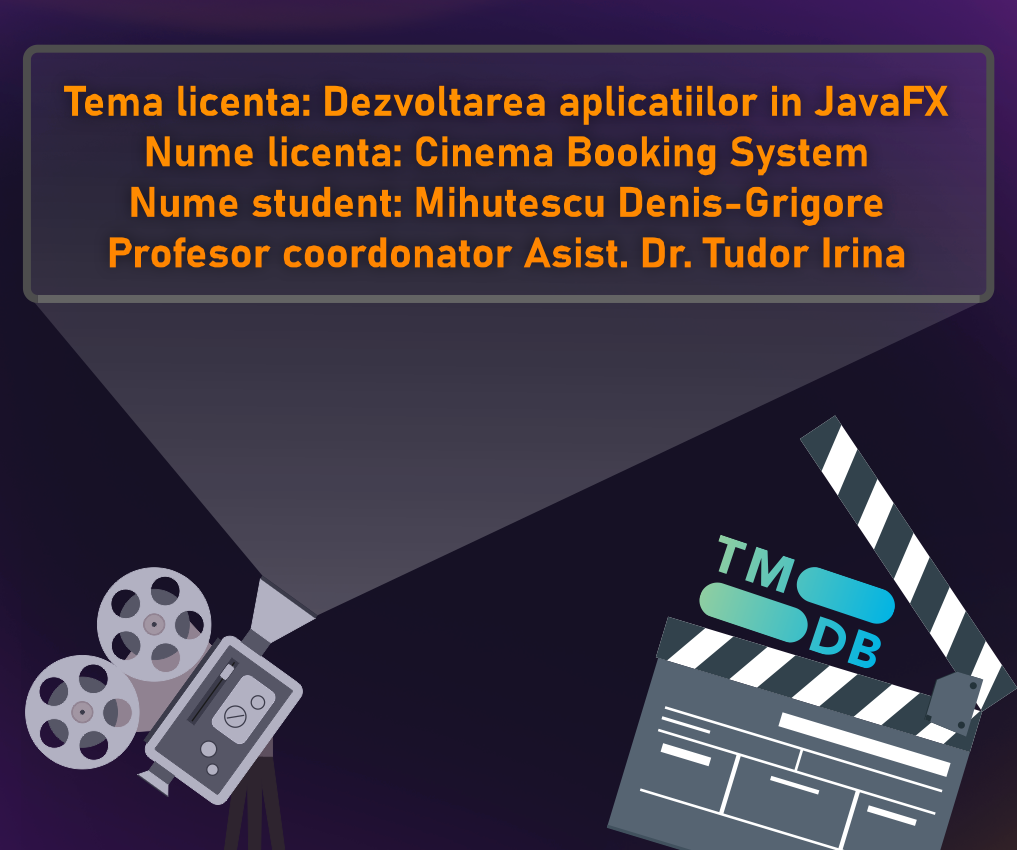 Tema licenta: Dezvoltarea aplicatiilor in JavaFX
Nume licenta: Cinema Booking System
Nume student: Mihutescu Denis-Grigore
Profesor coordonator Asist. Dr. Tudor Irina
TM
DB